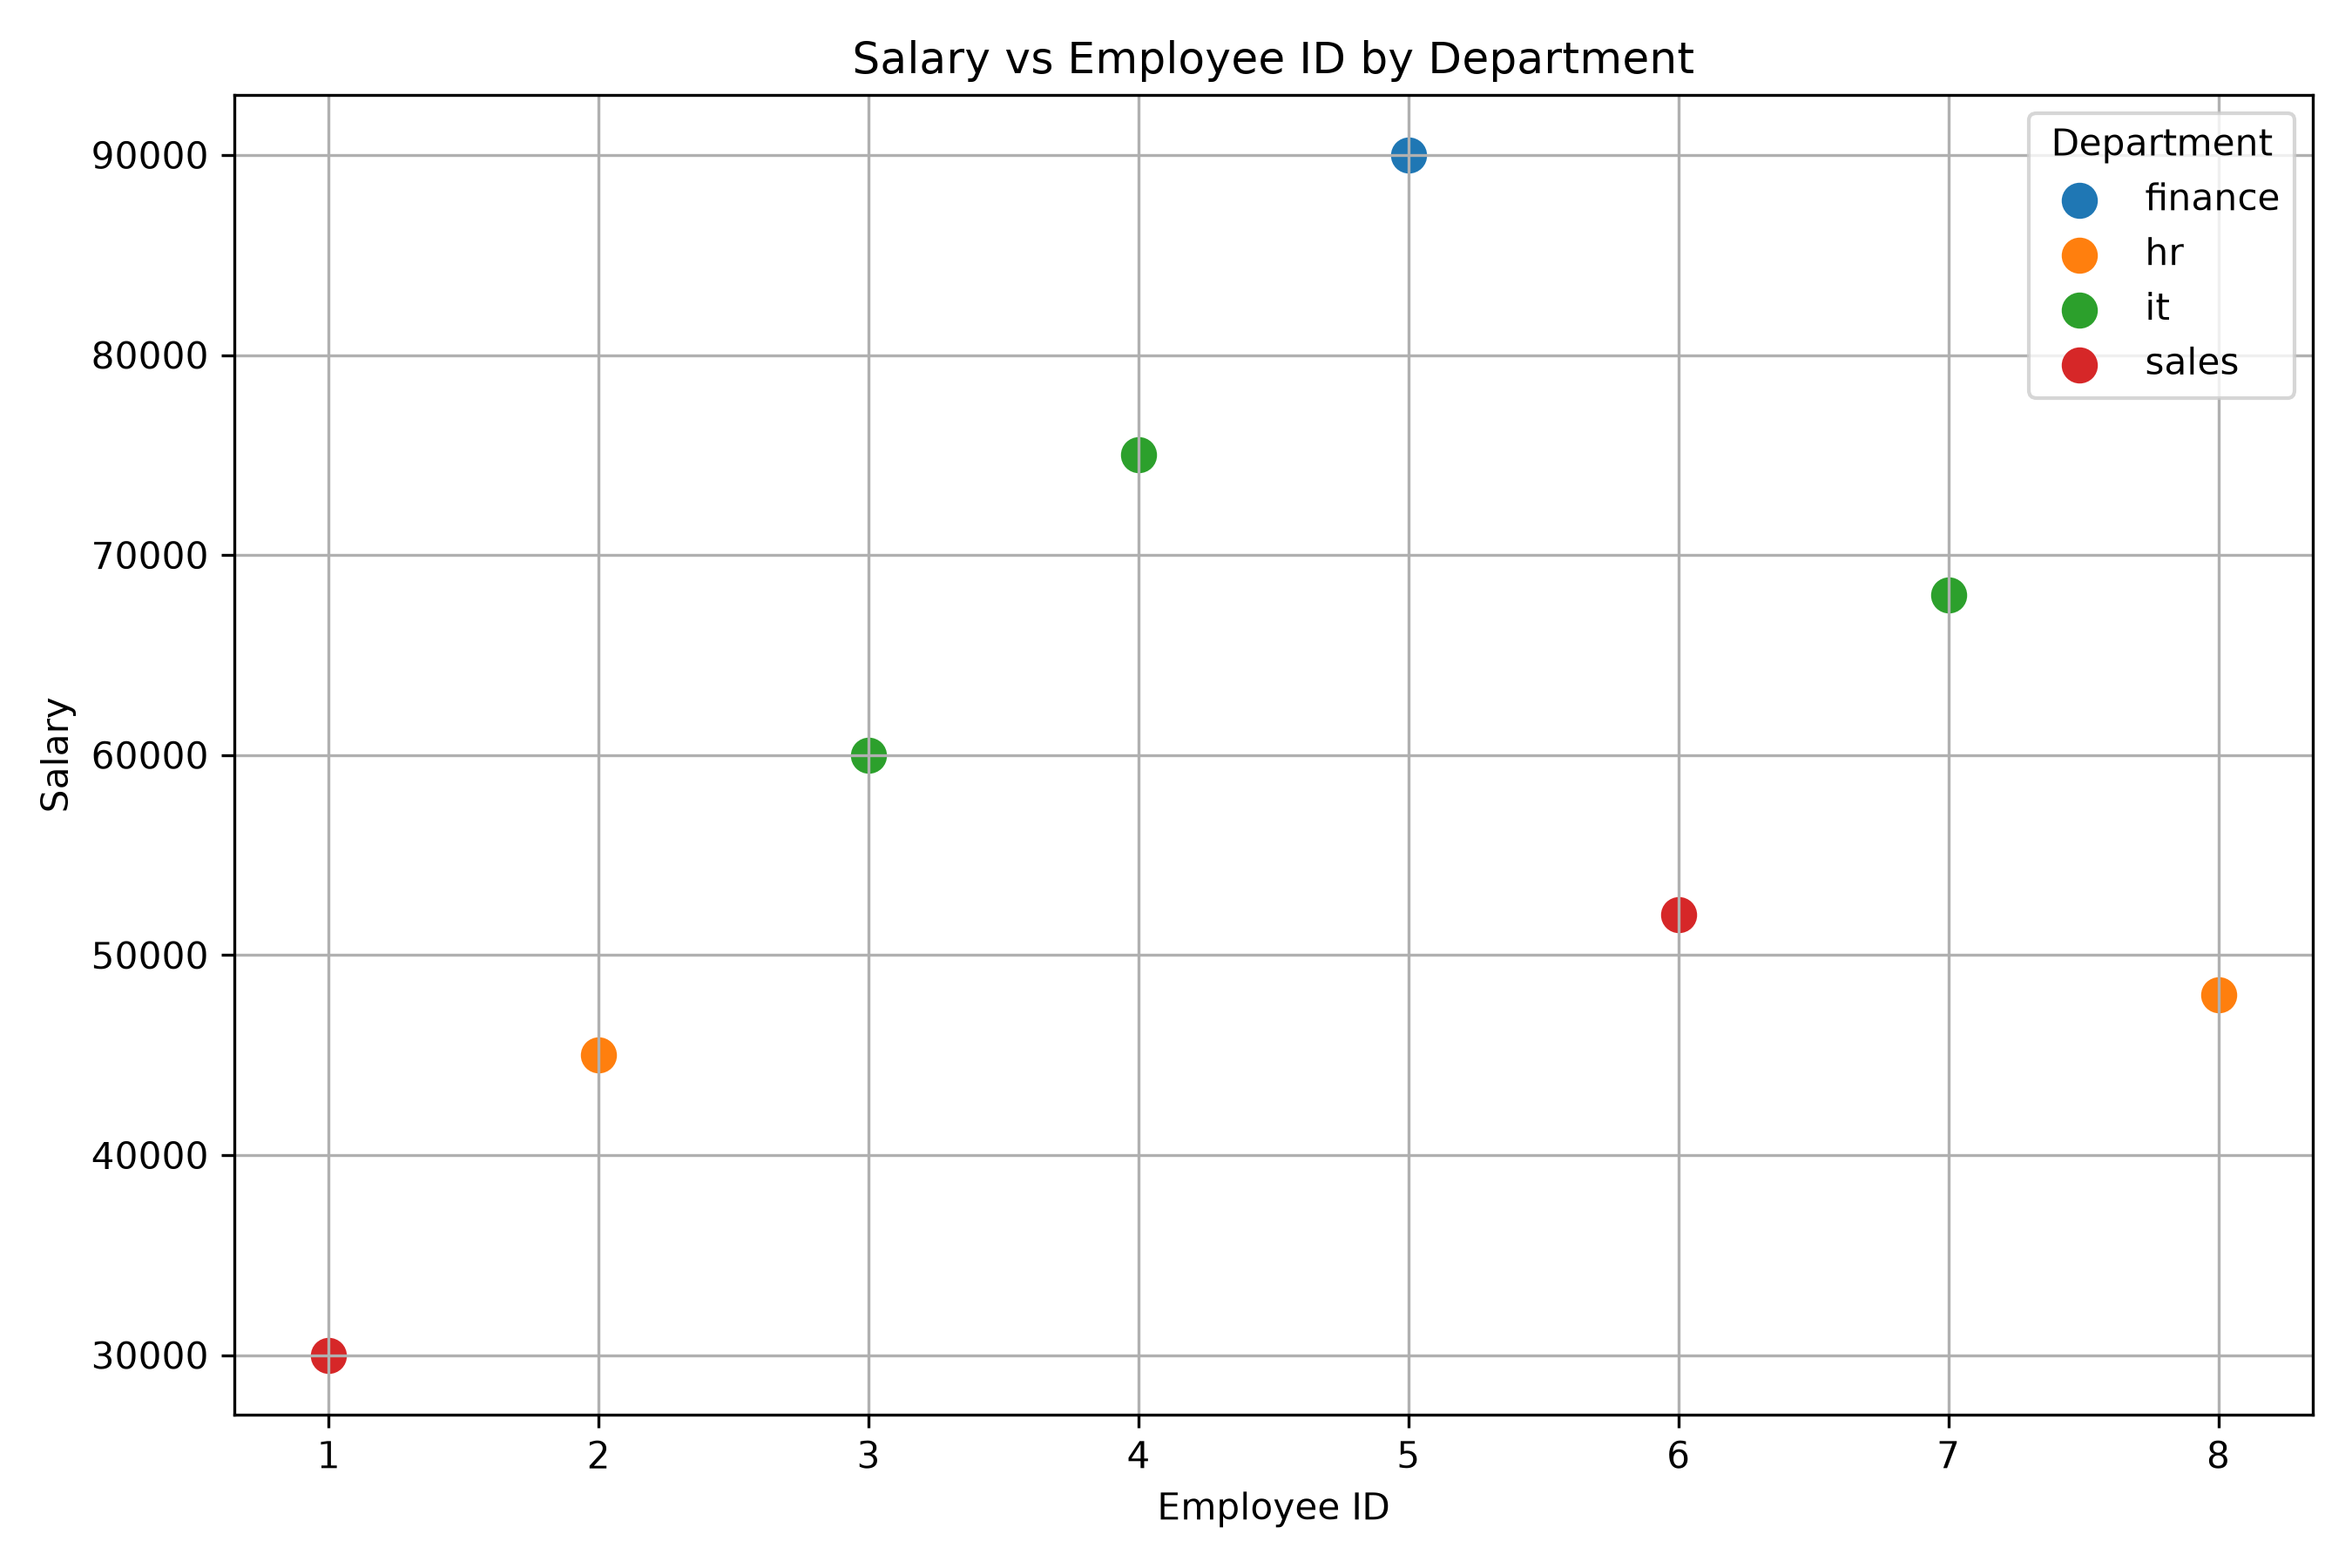 Salary vs Employee ID by Department
Department
finance
hr
it
sales
90000
80000
70000
60000
50000
40000
30000
Salary
1 2 3 4 5 6 7 8
Employee ID